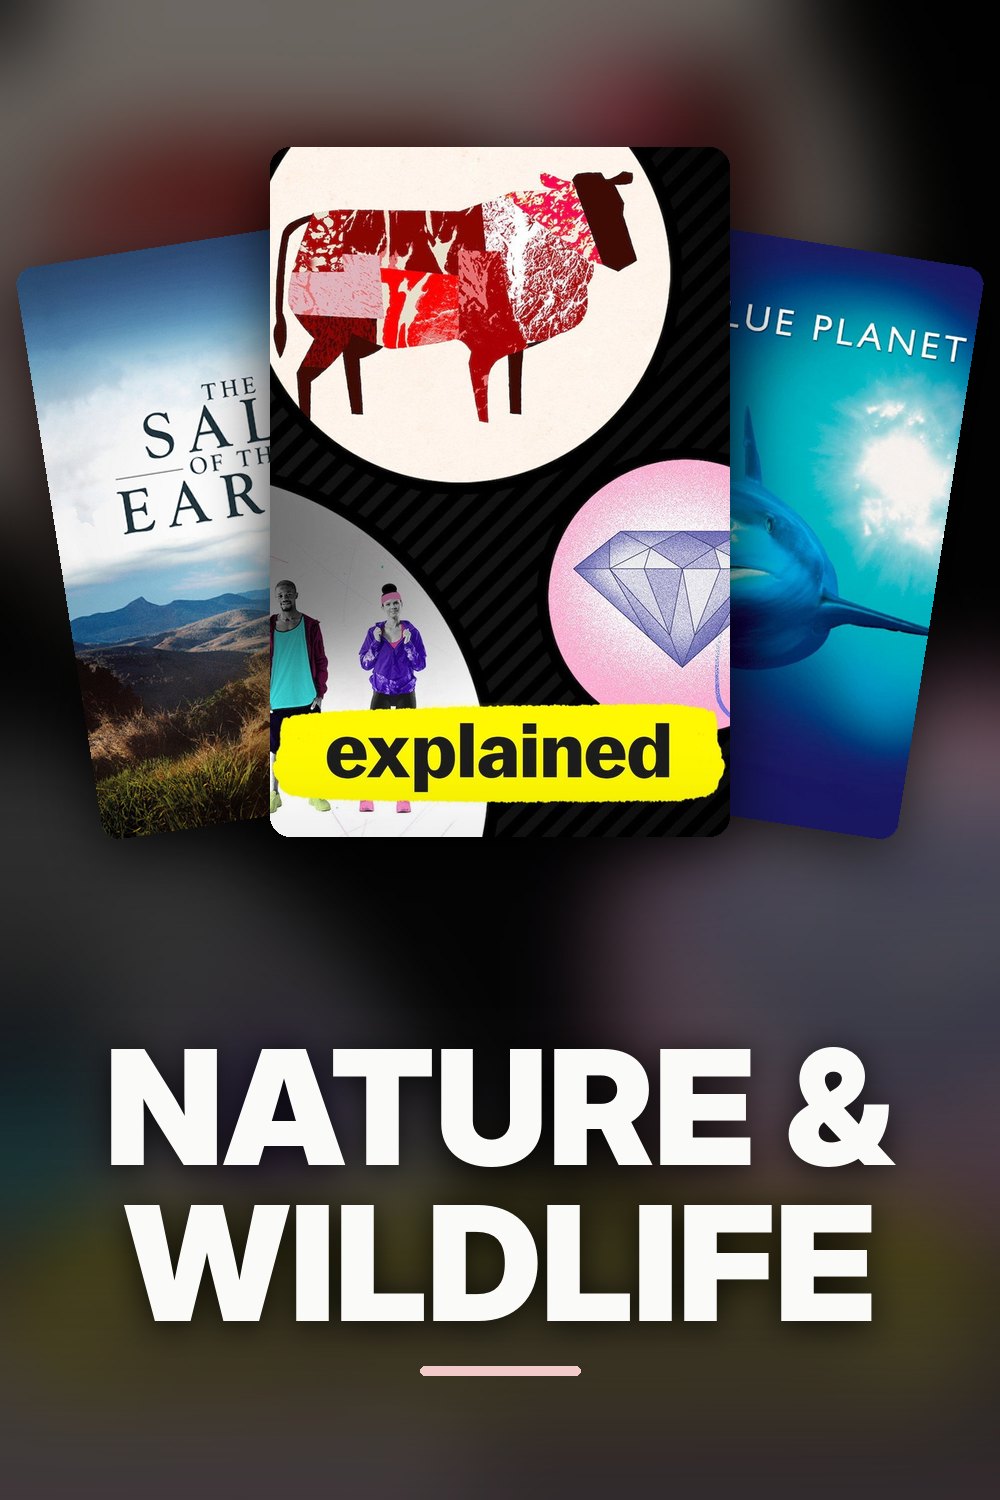 THE
SAL
OF TH
EAR
explained
LUE PLANET
NATURE &
WILDLIFE